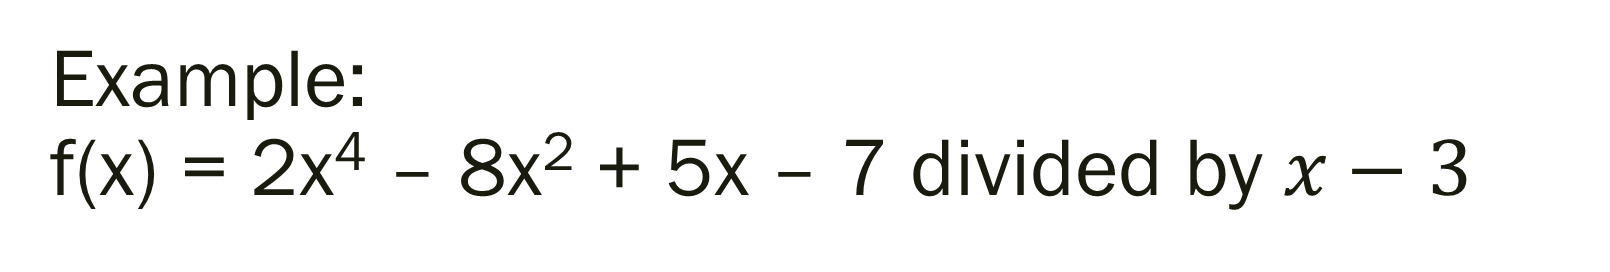 Example:
f(x) = 2x⁴ – 8x² + 5x – 7 divided by x − 3